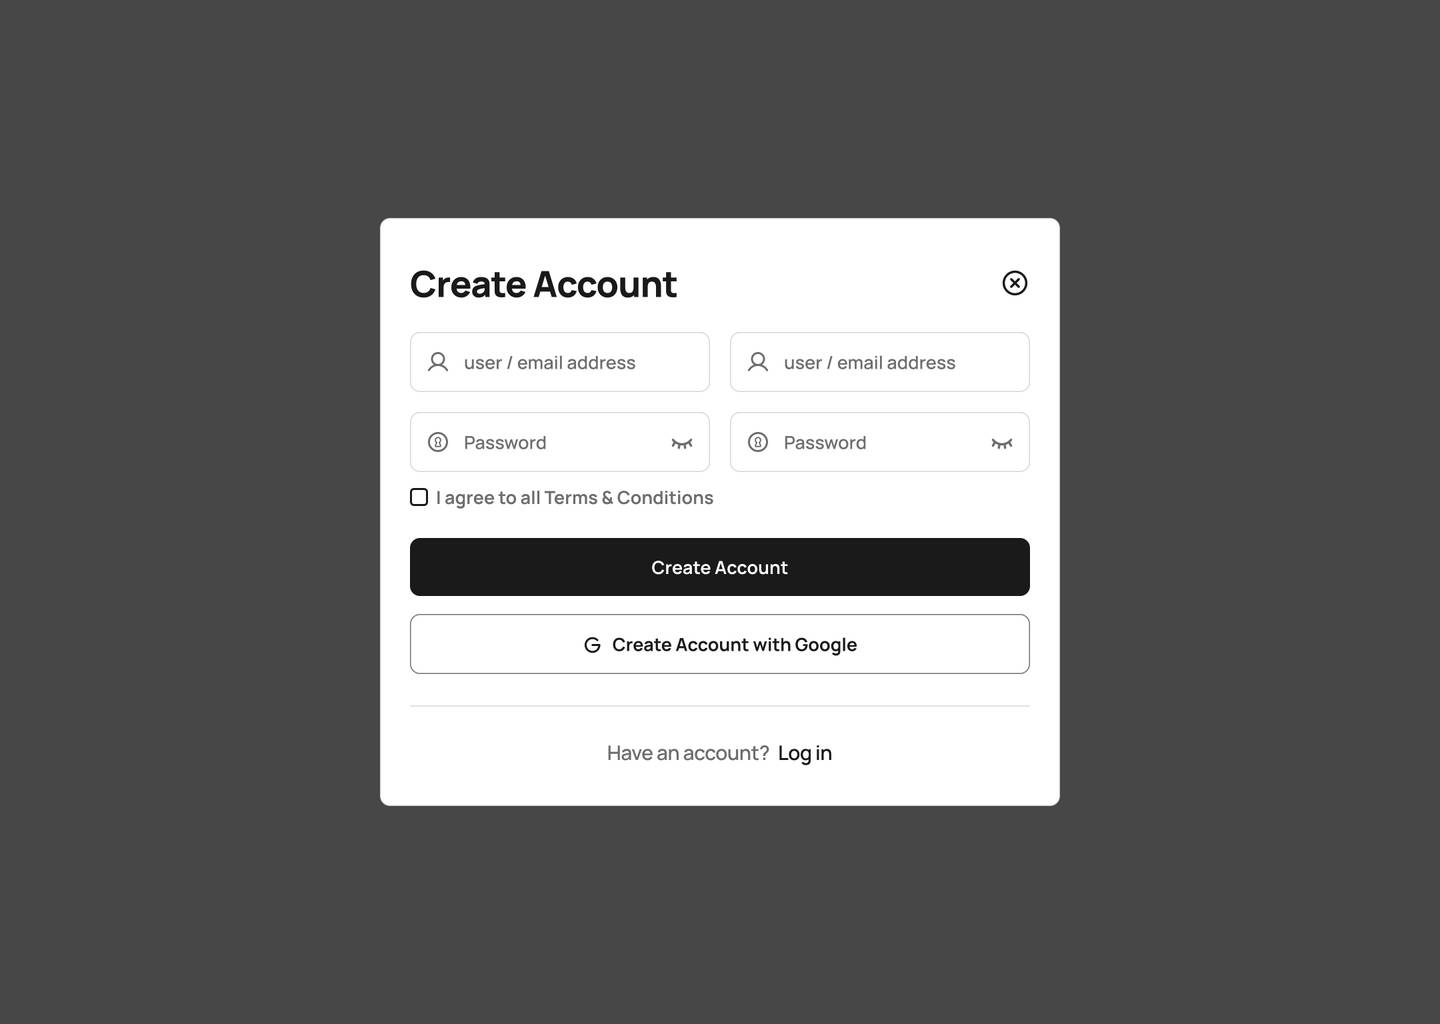 Create Account
user / email address
user / email address
Password
Password
I agree to all Terms & Conditions
Create Account
Create Account with Google
Have an account? Log in